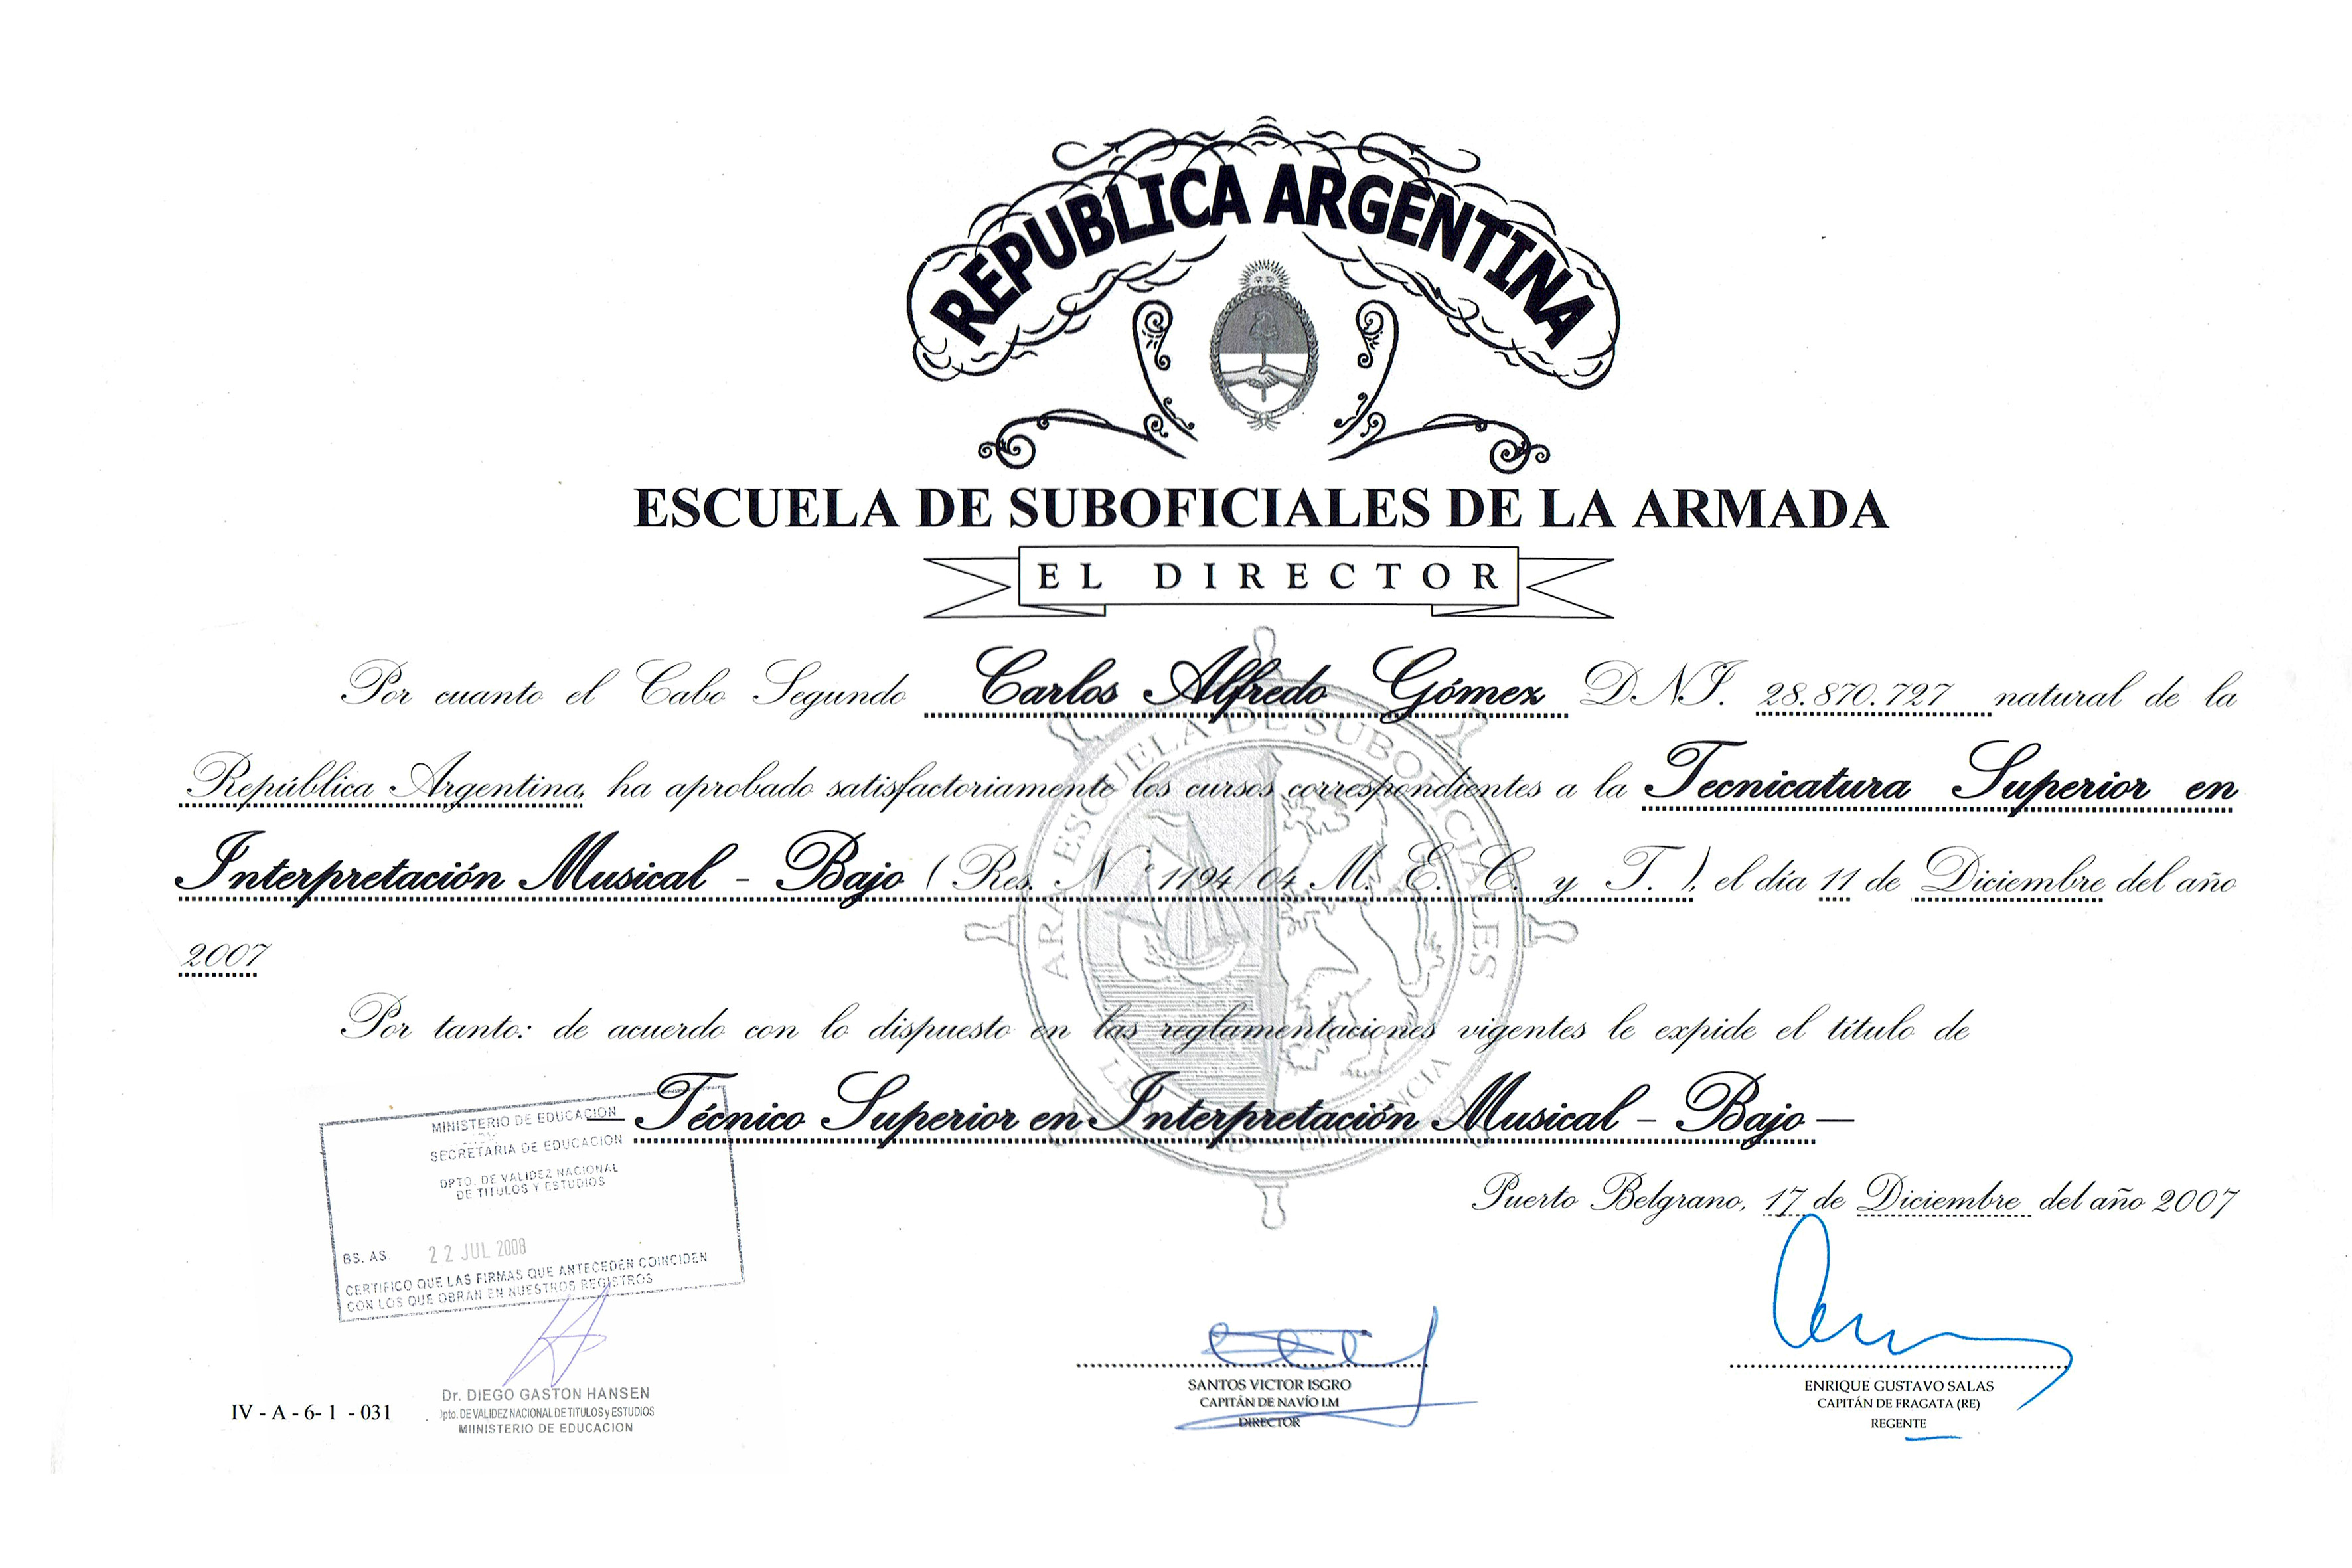 REPUBLICA ARGENTINA
ESCUELA DE SUBOFICIALES DE LA ARMADA
EL DIRECTOR
Por cuanto el Cabo Segundo Carlos Alfredo Gómez D.N.I. 28.870.727 natural de la
República Argentina, ha aprobado satisfactoriamente los cursos correspondientes a la Tecnicatura Superior en
Interpretación Musical - Bajo ( Res. N° 1194/04 M. E. C. y T. ), el día 11 de Diciembre del año
2007
Por tanto: de acuerdo con lo dispuesto en las reglamentaciones vigentes le expide el título de
— Técnico Superior en Interpretación Musical - Bajo —
Puerto Belgrano, 17 de Diciembre del año 2007
ARA ESCUELA DE SUBOFICIALES
MINISTERIO DE EDUCACION
SECRETARIA DE EDUCACION
DPTO. DE VALIDEZ NACIONAL
DE TITULOS Y ESTUDIOS
BS. AS. 22 JUL 2008
CERTIFICO QUE LAS FIRMAS QUE ANTECEDEN COINCIDEN
CON LOS QUE OBRAN EN NUESTROS REGISTROS
Dr. DIEGO GASTON HANSEN
Dpto. DE VALIDEZ NACIONAL DE TITULOS y ESTUDIOS
MIINISTERIO DE EDUCACION
IV - A - 6- 1 - 031
SANTOS VICTOR ISGRO
CAPITÁN DE NAVÍO I.M
DIRECTOR
ENRIQUE GUSTAVO SALAS
CAPITÁN DE FRAGATA (RE)
REGENTE